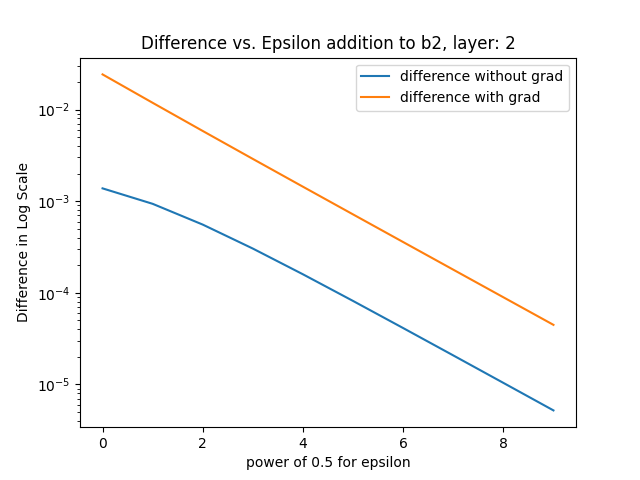 Difference vs. Epsilon addition to b2, layer: 2
difference without grad
difference with grad
10⁻²
10⁻³
10⁻⁴
10⁻⁵
Difference in Log Scale
0 2 4 6 8
power of 0.5 for epsilon